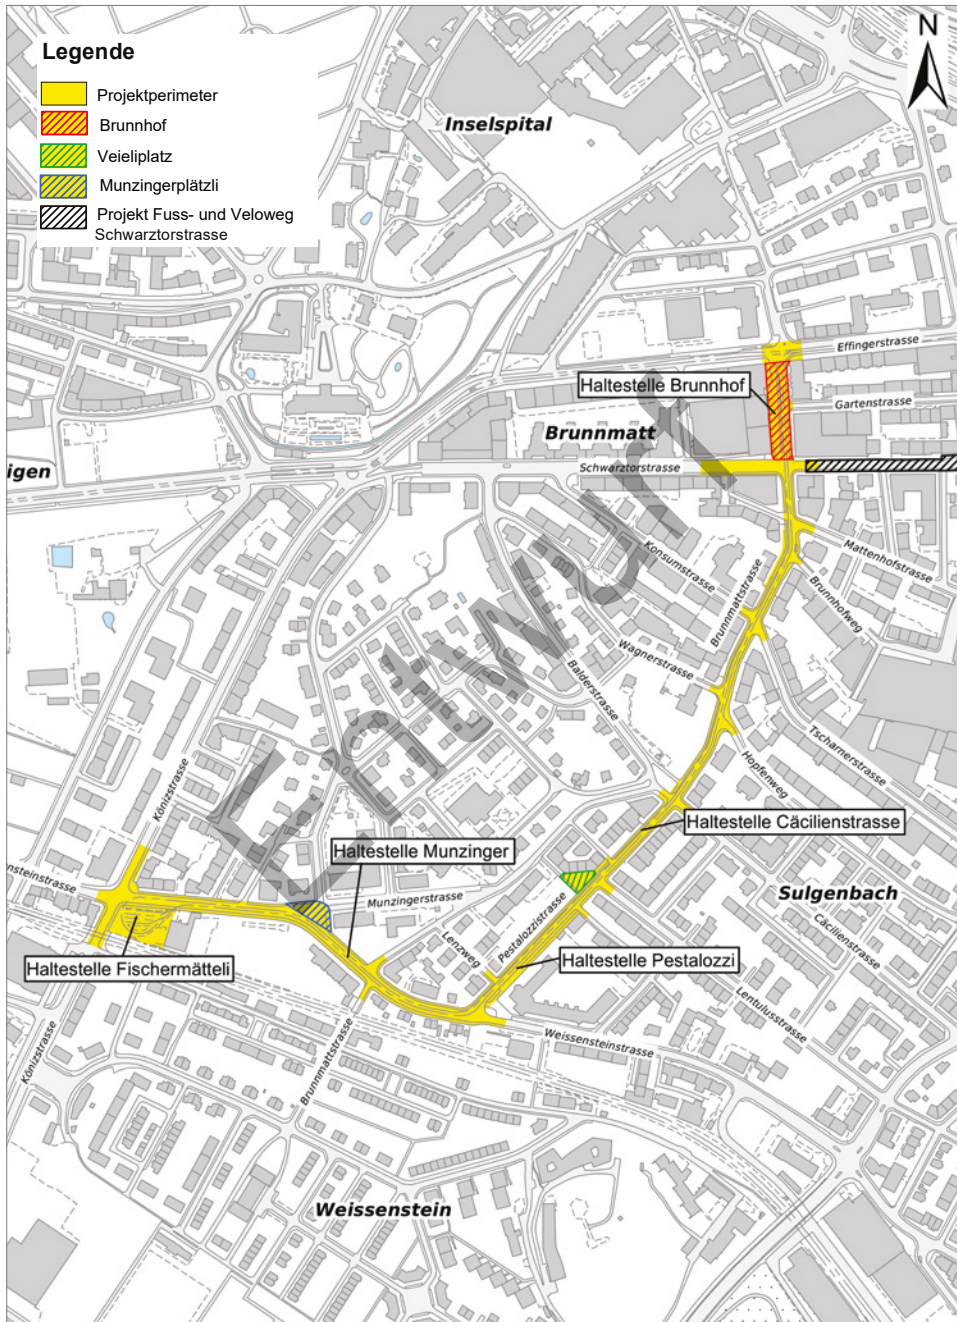 N
Legende
Projektperimeter
Brunnhof
Veieliplatz
Munzingerplätzli
Projekt Fuss- und Veloweg
Schwarztorstrasse
Inselspital
Effingerstrasse
Haltestelle Brunnhof
Gartenstrasse
Brunnmatt
igen
Schwarztorstrasse
Mattenhofstrasse
Konsumstrasse
Brunnmattstrasse
Brunnhofweg
Wagnerstrasse
Balderstrasse
Entwurf
Tscharnerstrasse
Hopfenweg
Könizstrasse
Haltestelle Cäcilienstrasse
Haltestelle Munzinger
ensteinstrasse
Munzingerstrasse
Sulgenbach
Pestalozzistrasse
Cäcilienstrasse
Lenzweg
Haltestelle Fischermätteli
Haltestelle Pestalozzi
Lentulusstrasse
Weissensteinstrasse
Könizstrasse
Brunnmattstrasse
Weissenstein